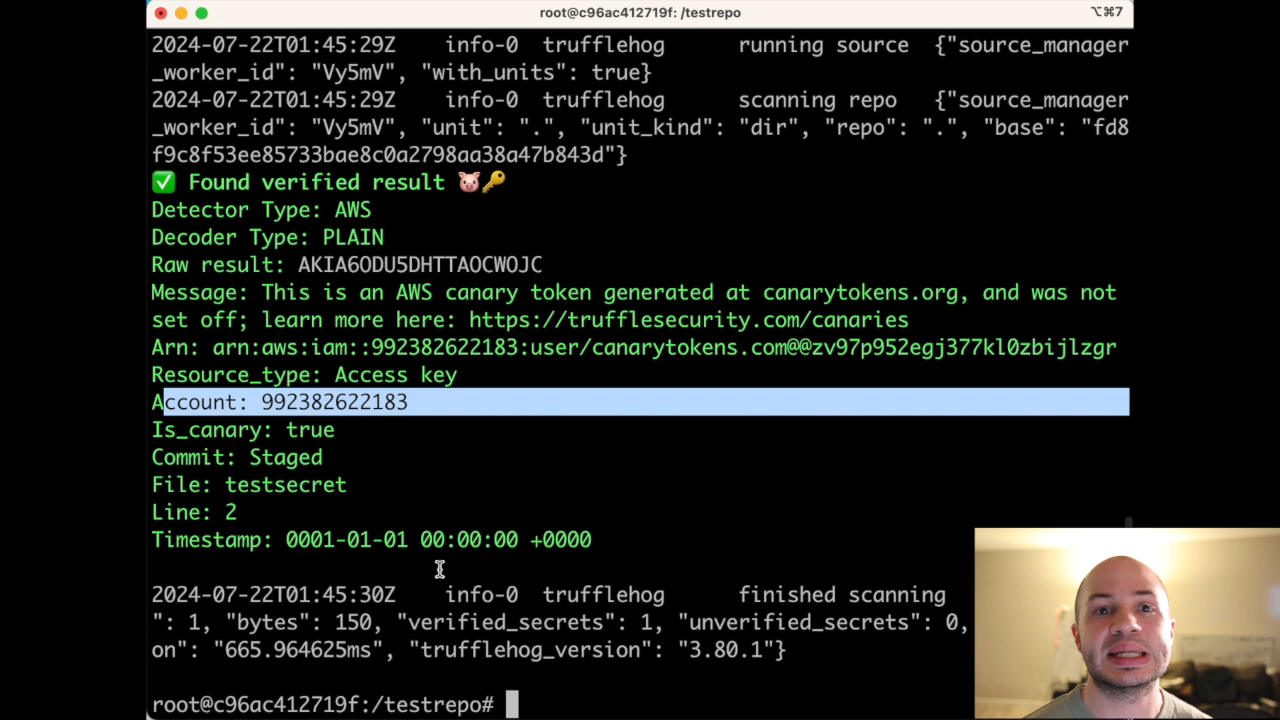 root@c96ac412719f: /testrepo
⌥⌘7
2024-07-22T01:45:29Z info-0 trufflehog running source {"source_manager
_worker_id": "Vy5mV", "with_units": true}
2024-07-22T01:45:29Z info-0 trufflehog scanning repo {"source_manager
_worker_id": "Vy5mV", "unit": ".", "unit_kind": "dir", "repo": ".", "base": "fd8
f9c8f53ee85733bae8c0a2798aa38a47b843d"}
✅ Found verified result 🐷🔑
Detector Type: AWS
Decoder Type: PLAIN
Raw result: AKIA6ODU5DHTTAOCWOJC
Message: This is an AWS canary token generated at canarytokens.org, and was not
set off; learn more here: https://trufflesecurity.com/canaries
Arn: arn:aws:iam::992382622183:user/canarytokens.com@@zv97p952egj377kl0zbijlzgr
Resource_type: Access key
Account: 992382622183
Is_canary: true
Commit: Staged
File: testsecret
Line: 2
Timestamp: 0001-01-01 00:00:00 +0000
2024-07-22T01:45:30Z info-0 trufflehog finished scanning
": 1, "bytes": 150, "verified_secrets": 1, "unverified_secrets": 0,
on": "665.964625ms", "trufflehog_version": "3.80.1"}
root@c96ac412719f:/testrepo#